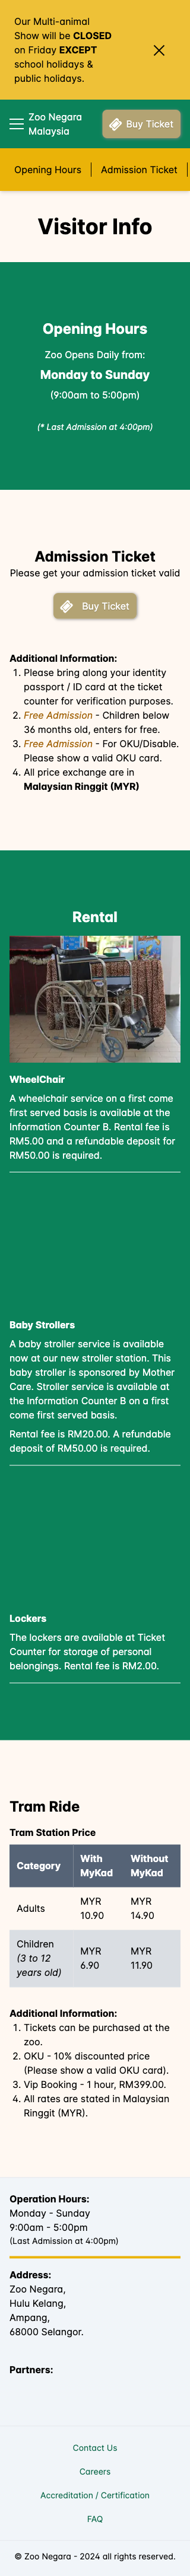 Our Multi-animal
Show will be CLOSED
on Friday EXCEPT
school holidays &
public holidays.
Zoo Negara
Malaysia
Buy Ticket
Opening Hours
Admission Ticket
Visitor Info
Opening Hours
Zoo Opens Daily from:
Monday to Sunday
(9:00am to 5:00pm)
(* Last Admission at 4:00pm)
Admission Ticket
Please get your admission ticket valid
Buy Ticket
Additional Information:
1. Please bring along your identity
passport / ID card at the ticket
counter for verification purposes.
2. Free Admission - Children below
36 months old, enters for free.
3. Free Admission - For OKU/Disable.
Please show a valid OKU card.
4. All price exchange are in
Malaysian Ringgit (MYR)
Rental
WheelChair
A wheelchair service on a first come
first served basis is available at the
Information Counter B. Rental fee is
RM5.00 and a refundable deposit for
RM50.00 is required.
Baby Strollers
A baby stroller service is available
now at our new stroller station. This
baby stroller is sponsored by Mother
Care. Stroller service is available at
the Information Counter B on a first
come first served basis.
Rental fee is RM20.00. A refundable
deposit of RM50.00 is required.
Lockers
The lockers are available at Ticket
Counter for storage of personal
belongings. Rental fee is RM2.00.
Tram Ride
Tram Station Price
Category
With
MyKad
Without
MyKad
Adults
MYR
10.90
MYR
14.90
Children
(3 to 12
years old)
MYR
6.90
MYR
11.90
Additional Information:
1. Tickets can be purchased at the
zoo.
2. OKU - 10% discounted price
(Please show a valid OKU card).
3. Vip Booking - 1 hour, RM399.00.
4. All rates are stated in Malaysian
Ringgit (MYR).
Operation Hours:
Monday - Sunday
9:00am - 5:00pm
(Last Admission at 4:00pm)
Address:
Zoo Negara,
Hulu Kelang,
Ampang,
68000 Selangor.
Partners:
Contact Us
Careers
Accreditation / Certification
FAQ
© Zoo Negara - 2024 all rights reserved.